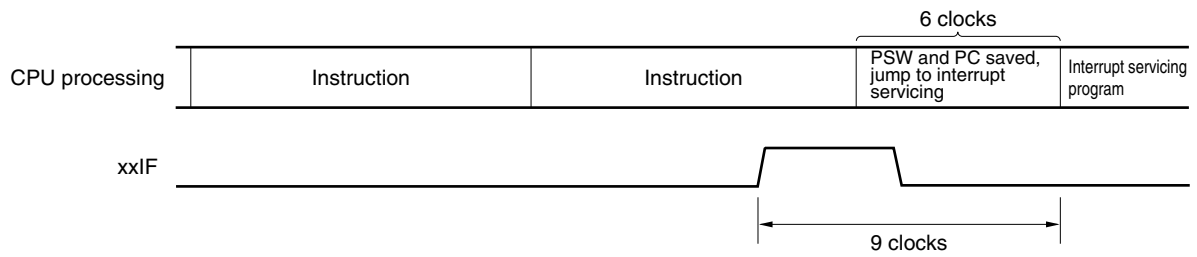 6 clocks
CPU processing
Instruction
Instruction
PSW and PC saved,
jump to interrupt
servicing
Interrupt servicing
program
xxIF
9 clocks